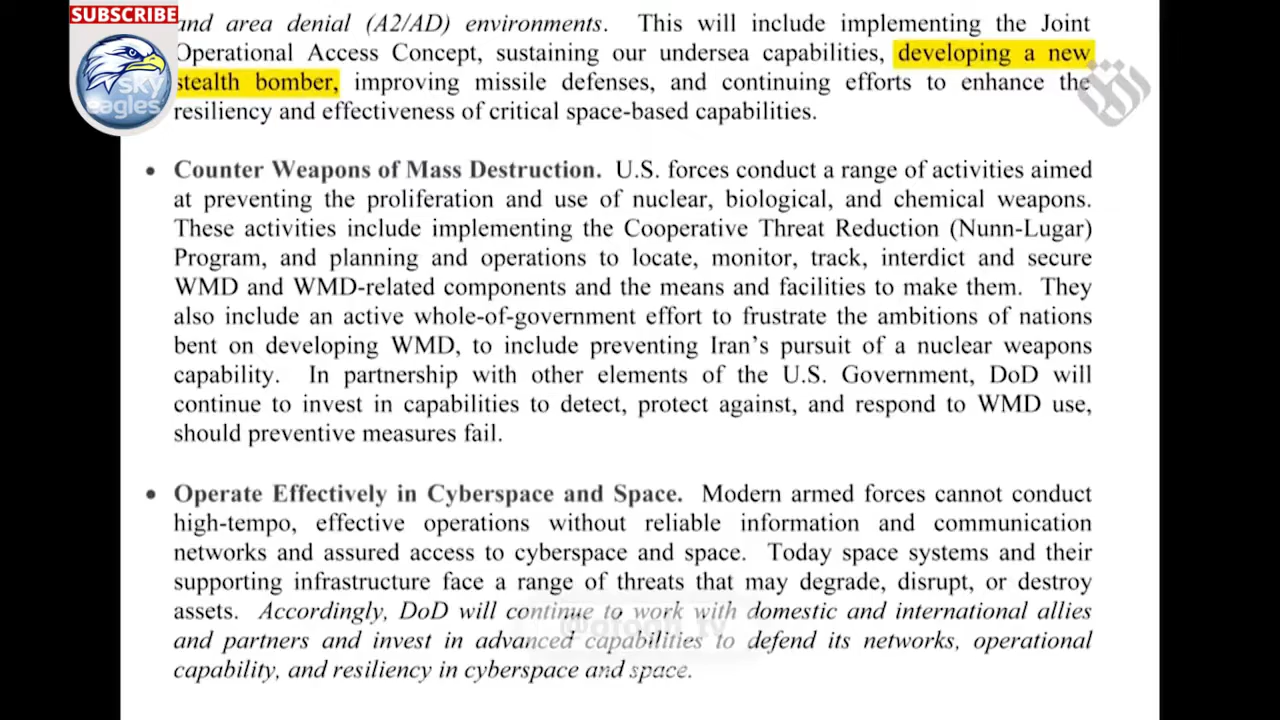 SUBSCRIBE
sky
eagles
and area denial (A2/AD) environments. This will include implementing the Joint
Operational Access Concept, sustaining our undersea capabilities, developing a new
stealth bomber, improving missile defenses, and continuing efforts to enhance the
resiliency and effectiveness of critical space-based capabilities.
• Counter Weapons of Mass Destruction. U.S. forces conduct a range of activities aimed
at preventing the proliferation and use of nuclear, biological, and chemical weapons.
These activities include implementing the Cooperative Threat Reduction (Nunn-Lugar)
Program, and planning and operations to locate, monitor, track, interdict and secure
WMD and WMD-related components and the means and facilities to make them. They
also include an active whole-of-government effort to frustrate the ambitions of nations
bent on developing WMD, to include preventing Iran’s pursuit of a nuclear weapons
capability. In partnership with other elements of the U.S. Government, DoD will
continue to invest in capabilities to detect, protect against, and respond to WMD use,
should preventive measures fail.
• Operate Effectively in Cyberspace and Space. Modern armed forces cannot conduct
high-tempo, effective operations without reliable information and communication
networks and assured access to cyberspace and space. Today space systems and their
supporting infrastructure face a range of threats that may degrade, disrupt, or destroy
assets. Accordingly, DoD will continue to work with domestic and international allies
and partners and invest in advanced capabilities to defend its networks, operational
capability, and resiliency in cyberspace and space.